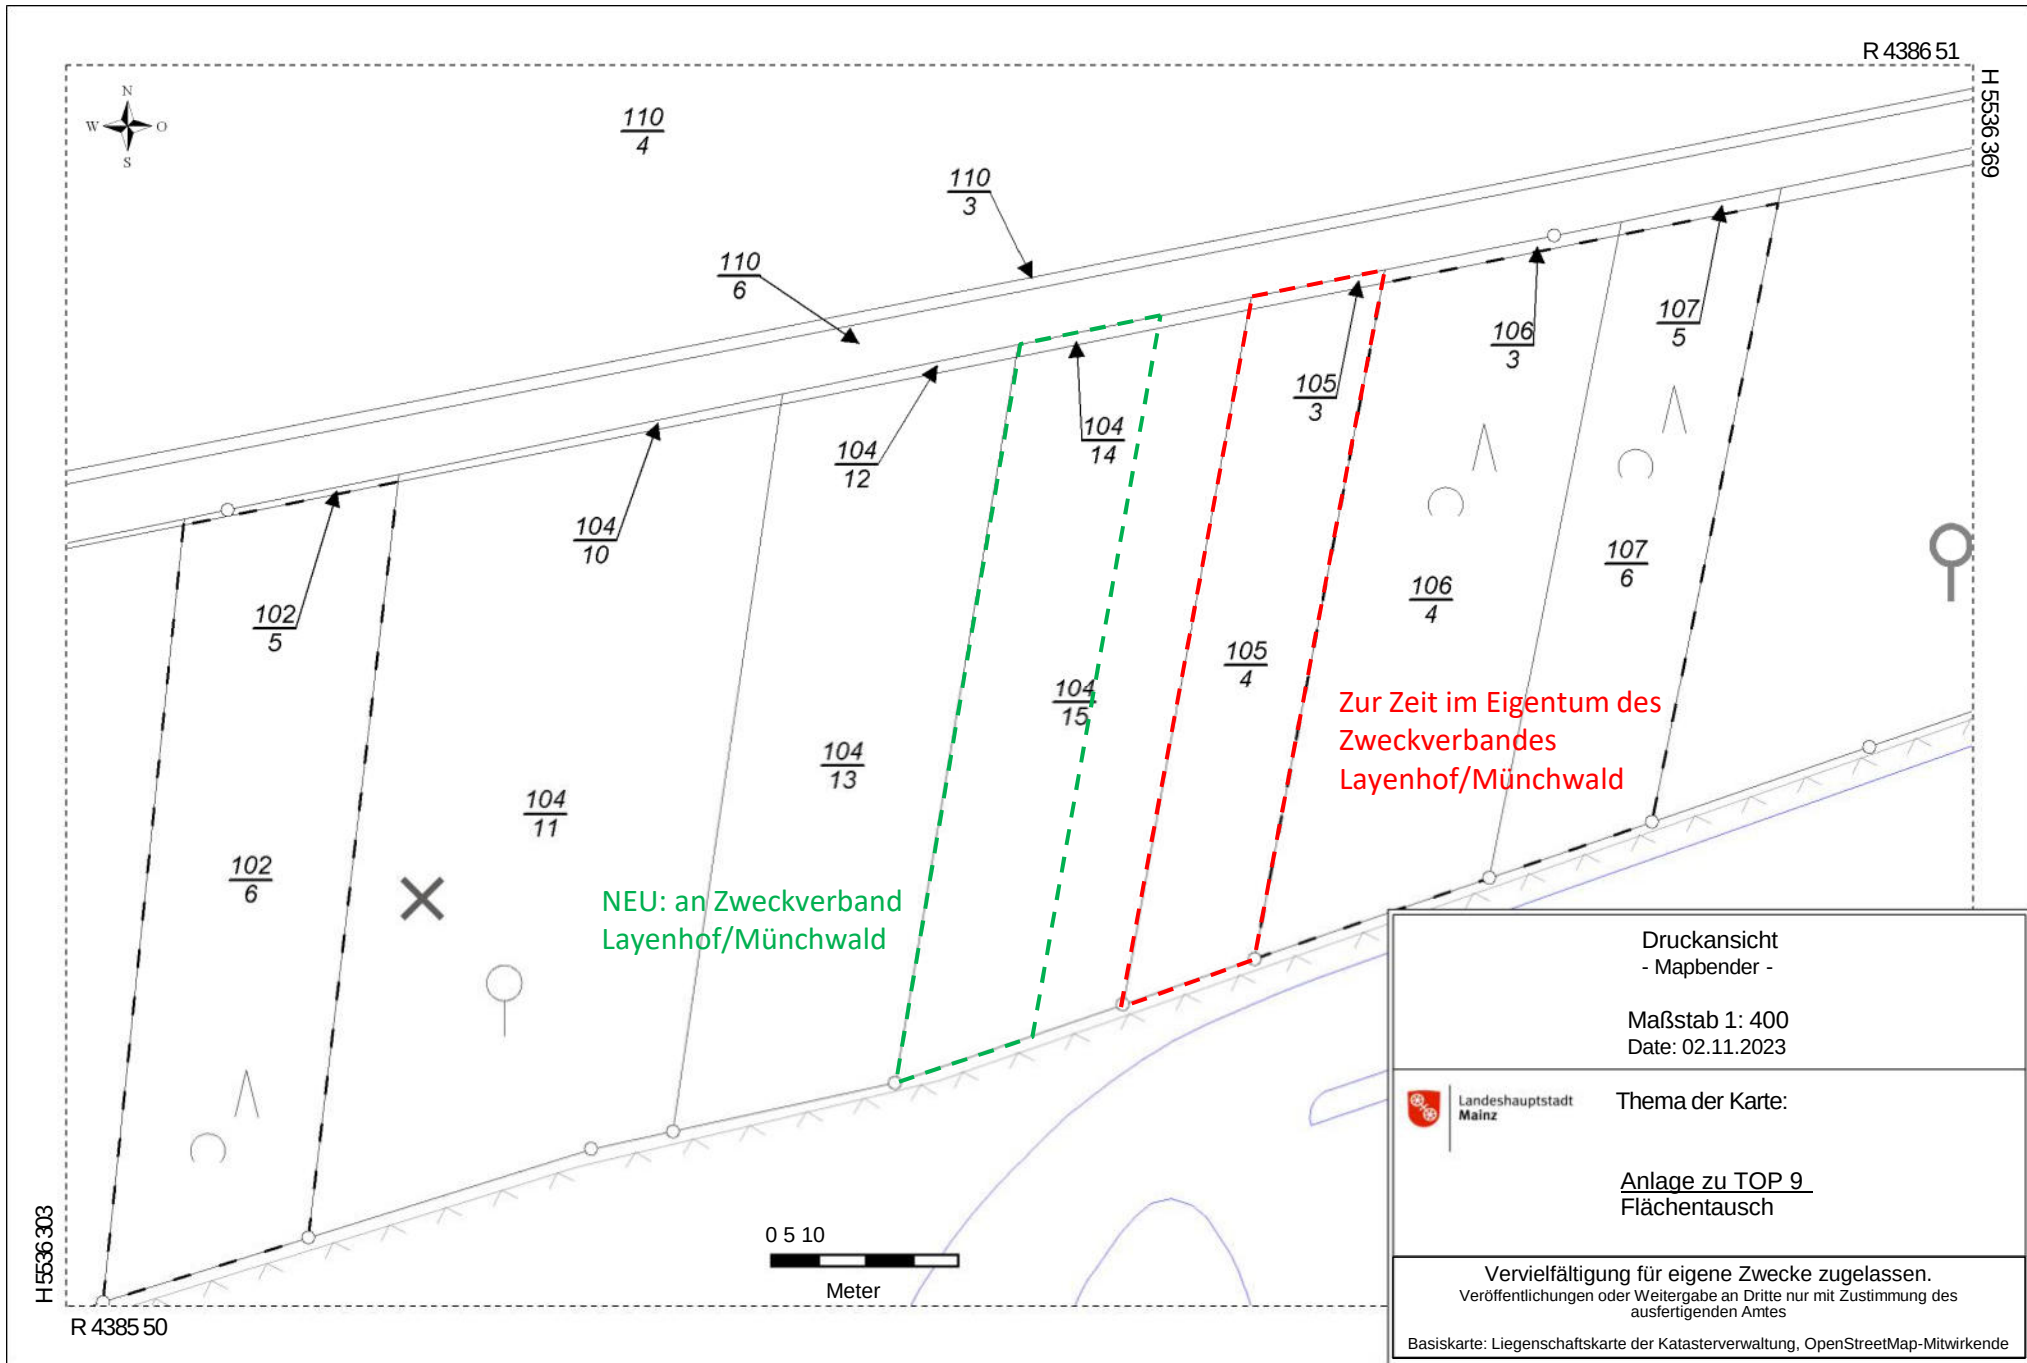 R 4386 51
H 5536 369
N
W O
S
110
4
110
3
110
6
107
5
106
3
105
3
104
14
104
12
104
10
102
5
107
6
106
4
105
4
104
15
104
13
104
11
102
6
Zur Zeit im Eigentum des
Zweckverbandes
Layenhof/Münchwald
NEU: an Zweckverband
Layenhof/Münchwald
0 5 10
Meter
H 5536 303
R 4385 50
Druckansicht
- Mapbender -
Maßstab 1: 400
Date: 02.11.2023
Landeshauptstadt
Mainz
Thema der Karte:
Anlage zu TOP 9
Flächentausch
Vervielfältigung für eigene Zwecke zugelassen.
Veröffentlichungen oder Weitergabe an Dritte nur mit Zustimmung des
ausfertigenden Amtes
Basiskarte: Liegenschaftskarte der Katasterverwaltung, OpenStreetMap-Mitwirkende